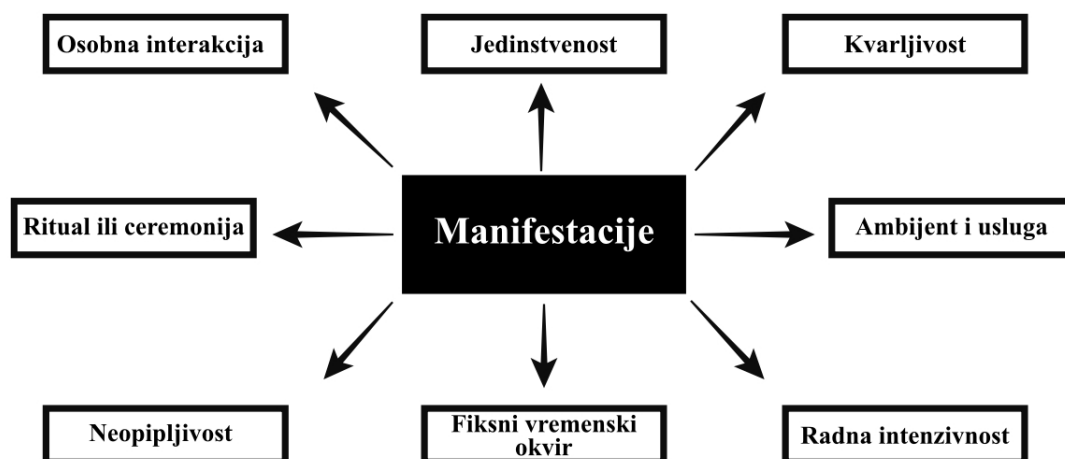 Osobna interakcija
Jedinstvenost
Kvarljivost
Ritual ili ceremonija
Manifestacije
Ambijent i usluga
Neopipljivost
Fiksni vremenski
okvir
Radna intenzivnost